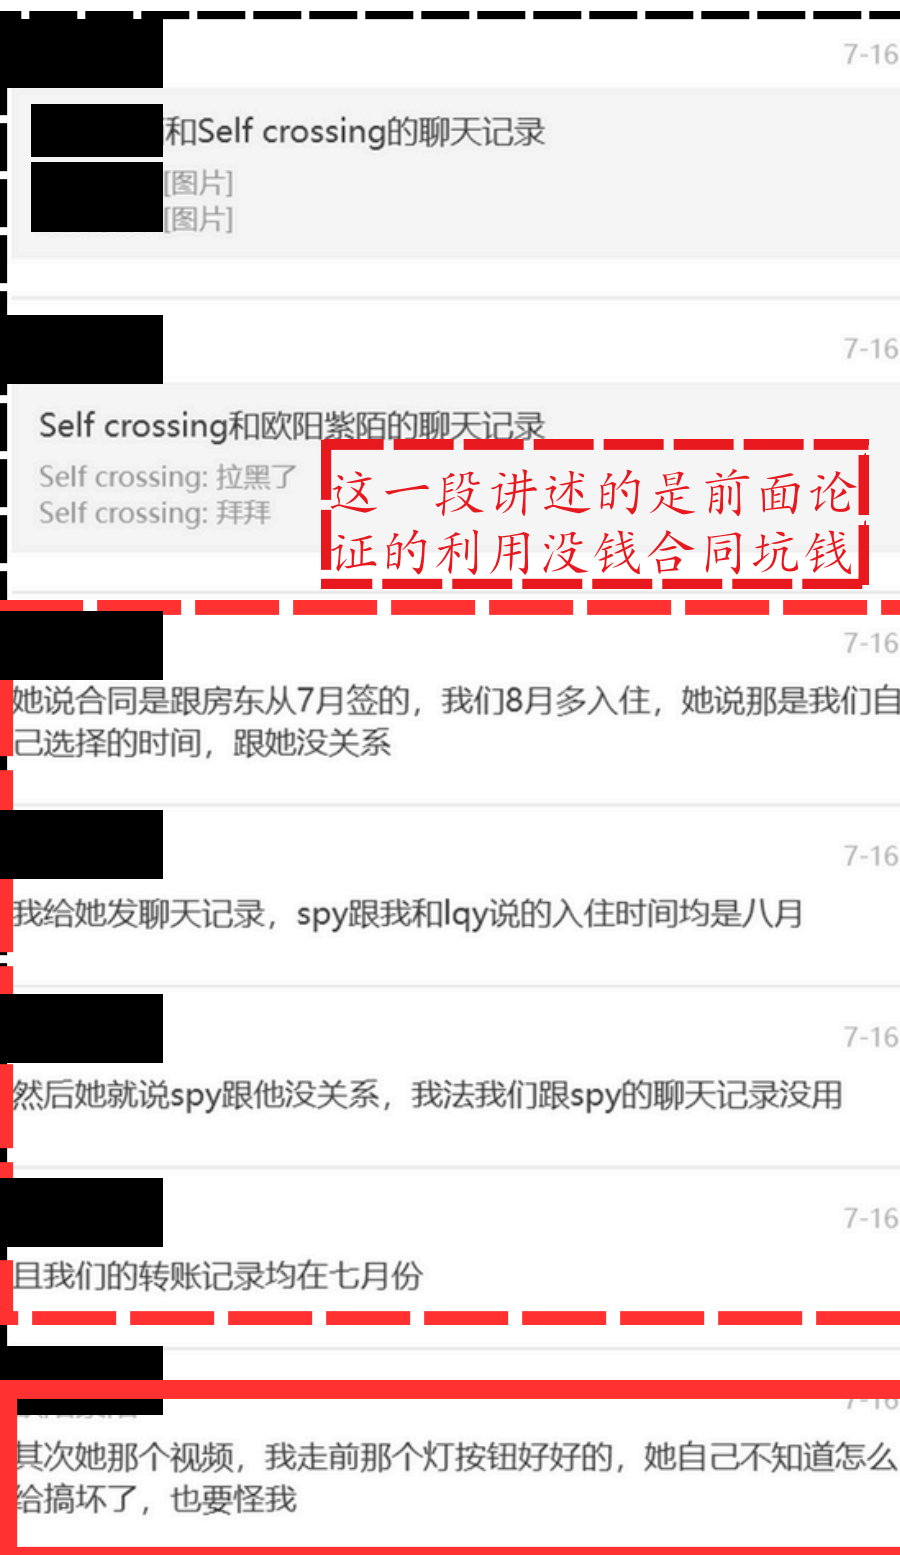 7-16
和Self crossing的聊天记录
[图片]
[图片]
7-16
Self crossing和欧阳紫陌的聊天记录
Self crossing: 拉黑了
Self crossing: 拜拜
这一段讲述的是前面论
证的利用没钱合同坑钱
7-16
她说合同是跟房东从7月签的，我们8月多入住，她说那是我们自
己选择的时间，跟她没关系
7-16
我给她发聊天记录，spy跟我和lqy说的入住时间均是八月
7-16
然后她就说spy跟他没关系，我法我们跟spy的聊天记录没用
7-16
且我们的转账记录均在七月份
7-16
其次她那个视频，我走前那个灯按钮好好的，她自己不知道怎么
给搞坏了，也要怪我